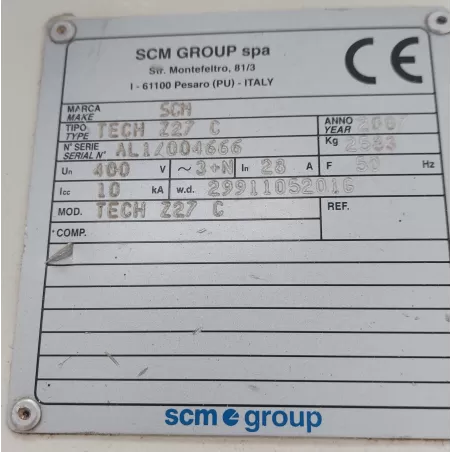 SCM GROUP spa
Str. Montefeltro, 81/3
I - 61100 Pesaro (PU) - ITALY
CE
MARCA
MAKE SCM
TIPO
TYPE TECH Z27 C ANNO
YEAR
N° SERIE
SERIAL N° AL1/004666 Kg
Un 400 V ~ 3+N In 28 A F 50 Hz
Icc 10 kA w.d. 29911052016
MOD. TECH Z27 C REF.
COMP.
scm group